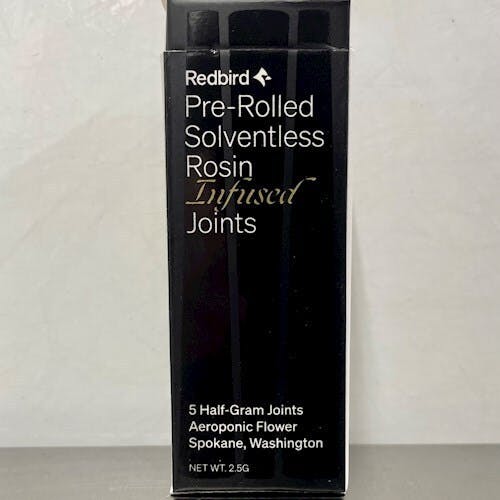 Redbird
Pre-Rolled
Solventless
Rosin
Infused
Joints
5 Half-Gram Joints
Aeroponic Flower
Spokane, Washington
NET WT. 2.5G